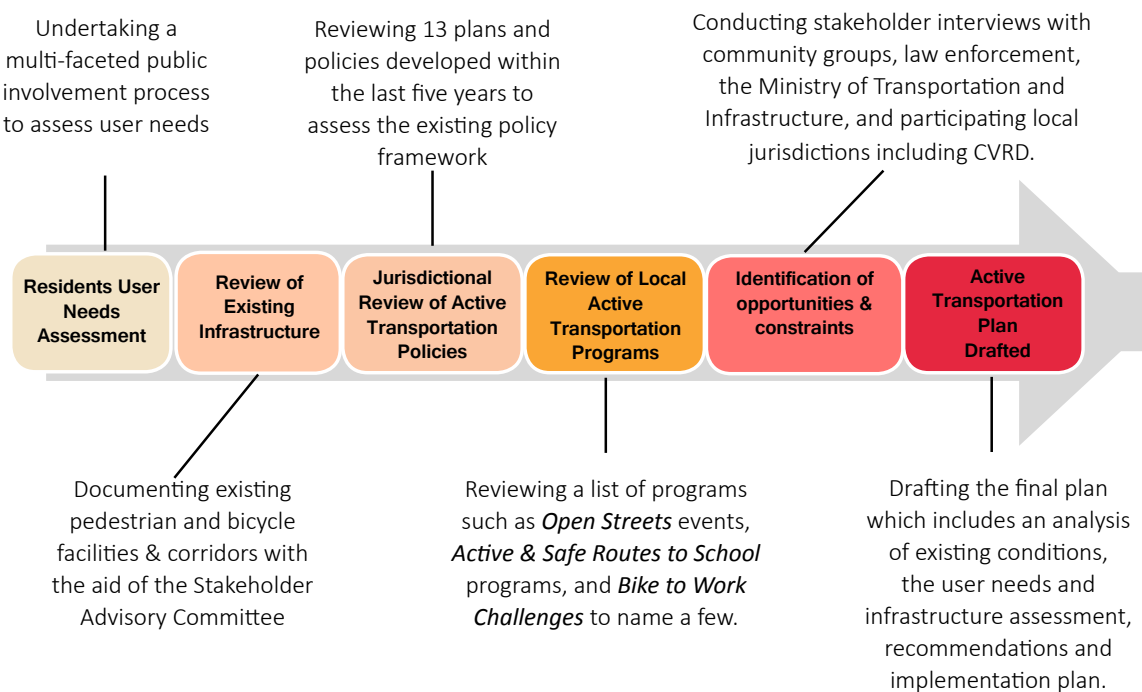 Undertaking a
multi-faceted public
involvement process
to assess user needs
Reviewing 13 plans and
policies developed within
the last five years to
assess the existing policy
framework
Conducting stakeholder interviews with
community groups, law enforcement,
the Ministry of Transportation and
Infrastructure, and participating local
jurisdictions including CVRD.
Residents User
Needs
Assessment
Review of
Existing
Infrastructure
Jurisdictional
Review of Active
Transportation
Policies
Review of Local
Active
Transportation
Programs
Identification of
opportunities &
constraints
Active
Transportation
Plan
Drafted
Documenting existing
pedestrian and bicycle
facilities & corridors with
the aid of the Stakeholder
Advisory Committee
Reviewing a list of programs
such as Open Streets events,
Active & Safe Routes to School
programs, and Bike to Work
Challenges to name a few.
Drafting the final plan
which includes an analysis
of existing conditions,
the user needs and
infrastructure assessment,
recommendations and
implementation plan.